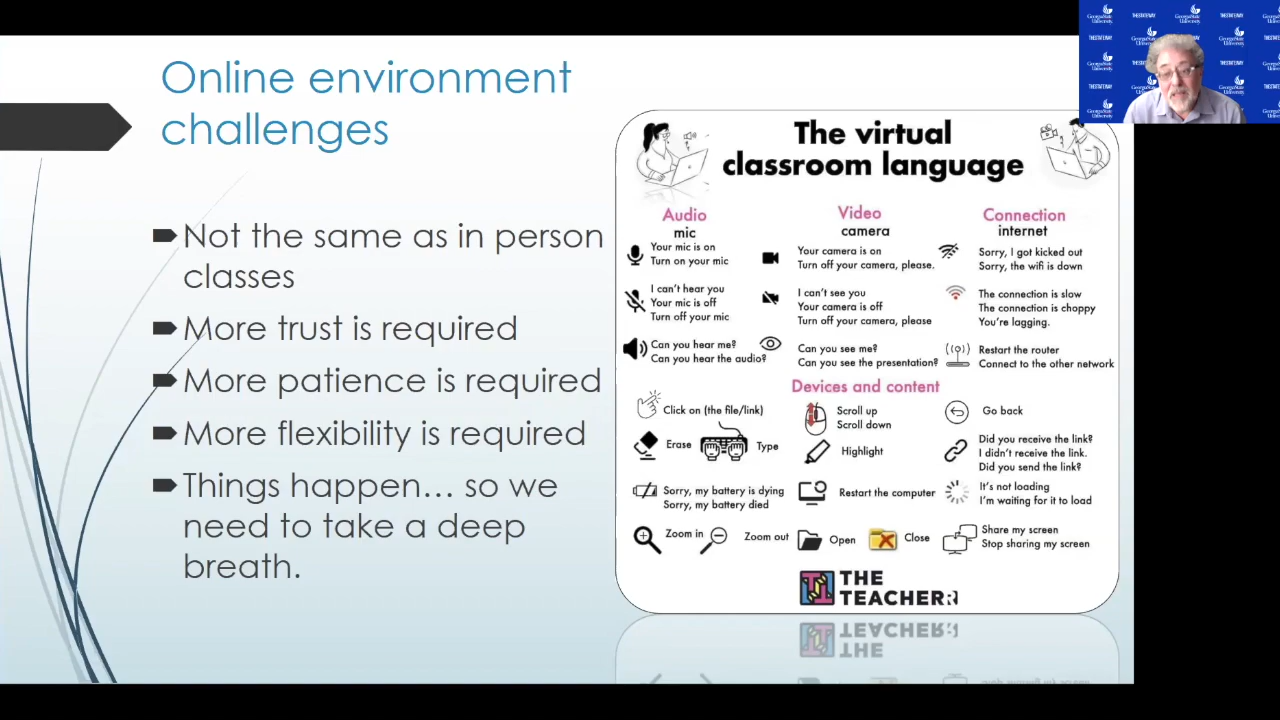 Online environment
challenges
Not the same as in person
classes
More trust is required
More patience is required
More flexibility is required
Things happen… so we
need to take a deep
breath.
The virtual
classroom language
Audio
mic
Your mic is on
Turn on your mic
I can't hear you
Your mic is off
Turn off your mic
Can you hear me?
Can you hear the audio?
Video
camera
Your camera is on
Turn off your camera, please.
I can't see you
Your camera is off
Turn off your camera, please
Can you see me?
Can you see the presentation?
Connection
internet
Sorry, I got kicked out
Sorry, the wifi is down
The connection is slow
The connection is choppy
You're lagging.
Restart the router
Connect to the other network
Devices and content
Click on (the file/link)
Scroll up
Scroll down
Go back
Erase
Type
Highlight
Did you receive the link?
I didn't receive the link.
Did you send the link?
Sorry, my battery is dying
Sorry, my battery died
Restart the computer
It's not loading
I'm waiting for it to load
Zoom in
Zoom out
Open
Close
Share my screen
Stop sharing my screen
THE
TEACHER
GeorgiaState
University
THESTATEWAY